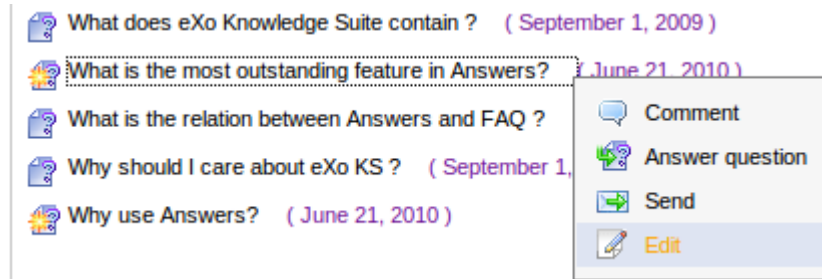 What does eXo Knowledge Suite contain ? ( September 1, 2009 )
What is the most outstanding feature in Answers? ( June 21, 2010 )
What is the relation between Answers and FAQ ?
Why should I care about eXo KS ? ( September 1,
Why use Answers? ( June 21, 2010 )
Comment
Answer question
Send
Edit